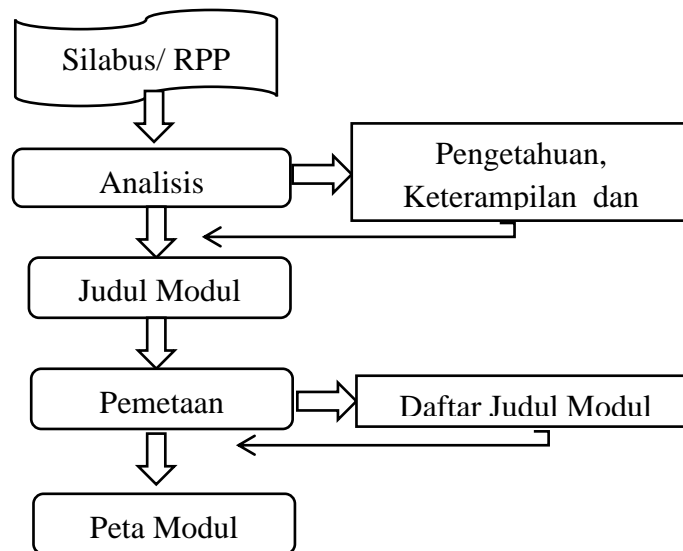 Silabus/ RPP
Analisis
Pengetahuan,
Keterampilan dan
Judul Modul
Pemetaan
Daftar Judul Modul
Peta Modul